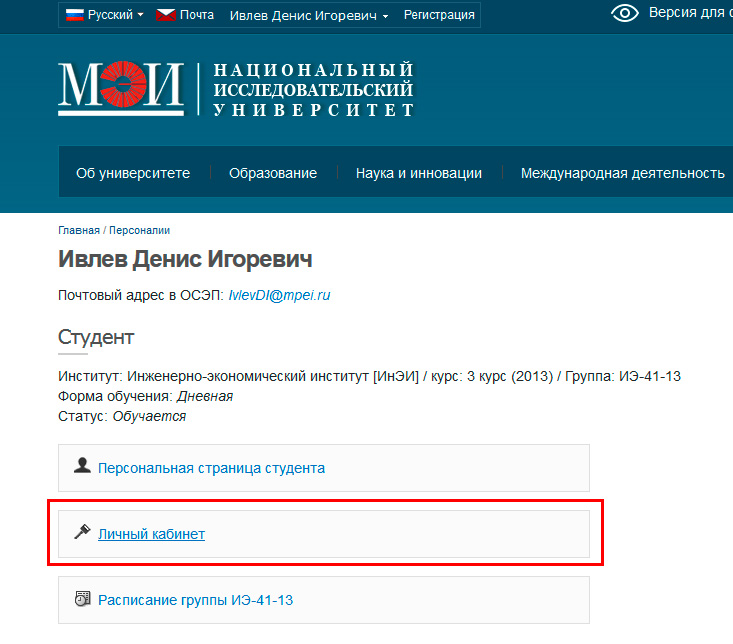 Русский Почта Ивлев Денис Игоревич Регистрация Версия для с
МЭИ
НАЦИОНАЛЬНЫЙ
ИССЛЕДОВАТЕЛЬСКИЙ
УНИВЕРСИТЕТ
Об университете Образование Наука и инновации Международная деятельность
Главная / Персоналии
Ивлев Денис Игоревич
Почтовый адрес в ОСЭП: IvlevDI@mpei.ru
Студент
Институт: Инженерно-экономический институт [ИнЭИ] / курс: 3 курс (2013) / Группа: ИЭ-41-13
Форма обучения: Дневная
Статус: Обучается
Персональная страница студента
Личный кабинет
Расписание группы ИЭ-41-13